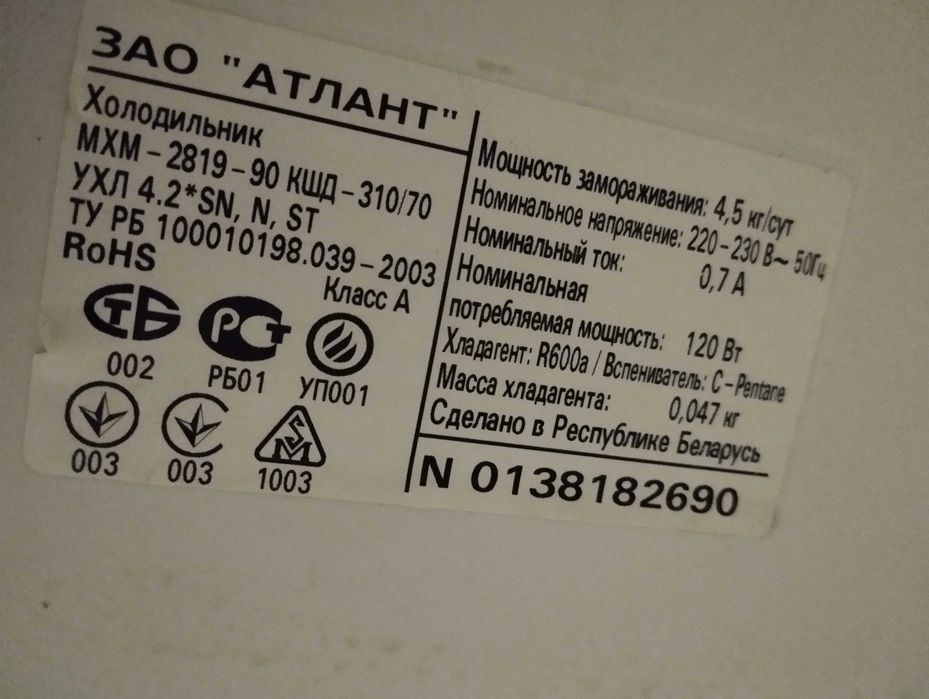 ЗАО "АТЛАНТ"
Холодильник
МХМ – 2819 – 90 КШД – 310/70
УХЛ 4.2*SN, N, ST
ТУ РБ 100010198.039 – 2003
RoHS
Класс А
СТБ
РСТ
002
РБ01
УП001
003
003
1003
Мощность замораживания: 4,5 кг/сут
Номинальное напряжение: 220 – 230 В~ 50Гц
Номинальный ток: 0,7 А
Номинальная
потребляемая мощность: 120 Вт
Хладагент: R600a / Вспениватель: C – Pentane
Масса хладагента: 0,047 кг
Сделано в Республике Беларусь
N 0138182690